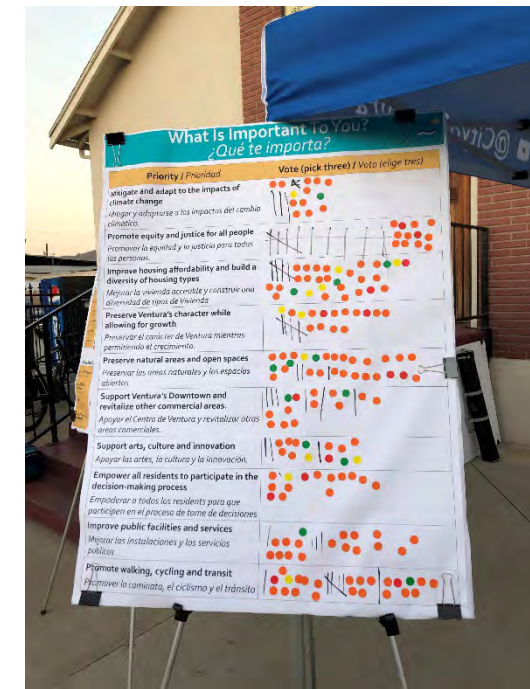 What Is Important To You?
¿Qué te importa?
Priority / Prioridad
Vote (pick three) / Voto (elige tres)
Mitigate and adapt to the impacts of
climate change
Mitigar y adaptarse a los impactos del cambio
climático.
Promote equity and justice for all people
Promover la equidad y la justicia para todas
las personas.
Improve housing affordability and build a
diversity of housing types
Mejorar la vivienda accesible y construir una
diversidad de tipos de Vivienda
Preserve Ventura's character while
allowing for growth
Preservar el carácter de Ventura mientras
permitiendo el crecimiento.
Preserve natural areas and open spaces
Preservar las areas naturales y los espacios
abiertos
Support Ventura's Downtown and
revitalize other commercial areas.
Apoyar el Centro de Ventura y revitalizar otras
areas comerciales.
Support arts, culture and innovation
Apoyar las artes, la cultura y la innovación.
Empower all residents to participate in the
decision-making process
Empoderar a todos los residents para que
participen en el proceso de tome de decisiones
Improve public facilities and services
Mejorar las instalaciones y los servicios
publicos
Promote walking, cycling and transit
Promover la caminata, el ciclismo y el tránsito